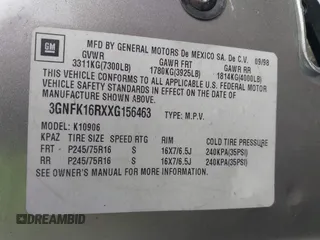 GM
MFD BY GENERAL MOTORS DE MEXICO SA. De C.V. 09/98
GVWR GAWR FRT GAWR RR
3311KG(7300LB) 1780KG(3925LB) 1814KG(4000LB)
THIS VEHICLE CONFORMS TO ALL APPLICABLE U.S. FEDERAL MOTOR
VEHICLE SAFETY STANDARDS IN EFFECT ON THE DATE OF
MANUFACTURE SHOWN ABOVE.
3GNFK16RXXG156463 TYPE: M.P.V.
MODEL: K10906
KPAZ TIRE SIZE SPEED RTG RIM COLD TIRE PRESSURE
FRT - P245/75R16 S 16X7/6.5J 240KPA(35PSI)
RR - P245/75R16 S 16X7/6.5J 240KPA(35PSI)
SEE OWNER'S MANUAL FOR MORE INFORMATION.
RDREAMBID